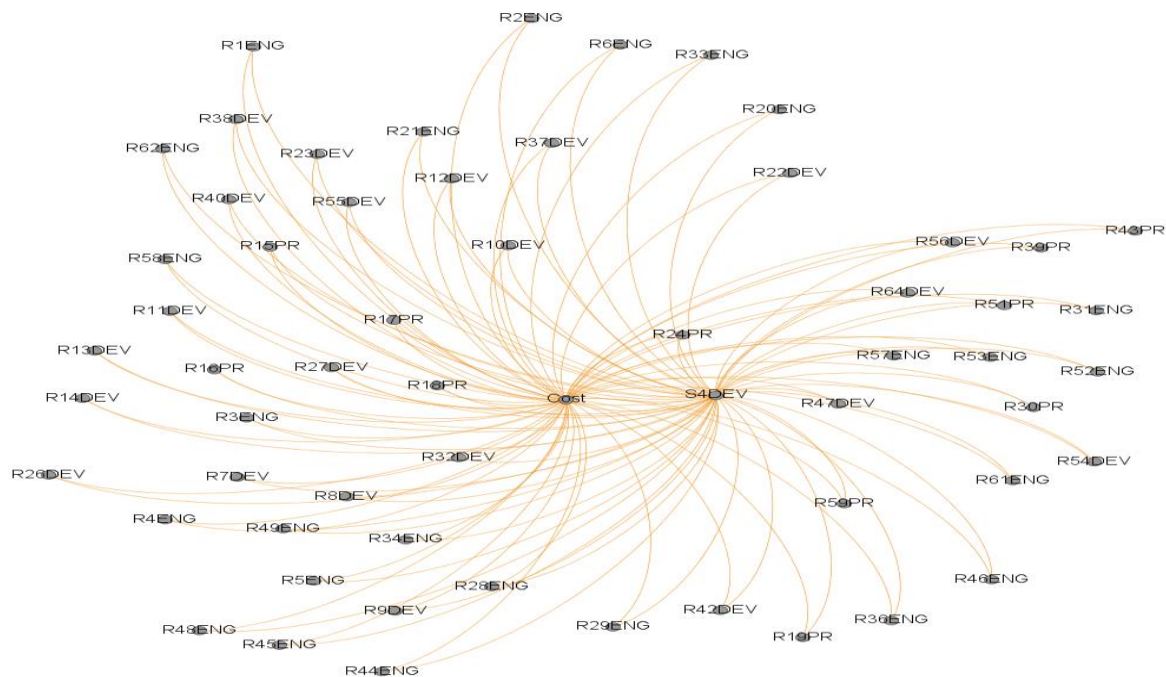 R2ENG
R1ENG
R6ENG
R33ENG
R20ENG
R38DEV
R21ENG
R37DEV
R62ENG
R23DEV
R12DEV
R22DEV
R40DEV
R55DEV
R43PR
R15PR
R10DEV
R56DEV
R39PR
R58ENG
R64DEV
R51PR
R31ENG
R11DEV
R17PR
R24PR
R13DEV
R57ENG
R53ENG
R16PR
R27DEV
R52ENG
R18PR
R14DEV
Cost
S4DEV
R47DEV
R30PR
R3ENG
R32DEV
R54DEV
R26DEV
R7DEV
R61ENG
R8DEV
R59PR
R4ENG
R49ENG
R34ENG
R5ENG
R28ENG
R46ENG
R9DEV
R42DEV
R48ENG
R29ENG
R36ENG
R45ENG
R19PR
R44ENG